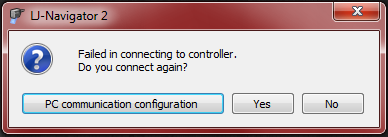 LJ-Navigator 2
Failed in connecting to controller.
Do you connect again?
PC communication configuration
Yes
No